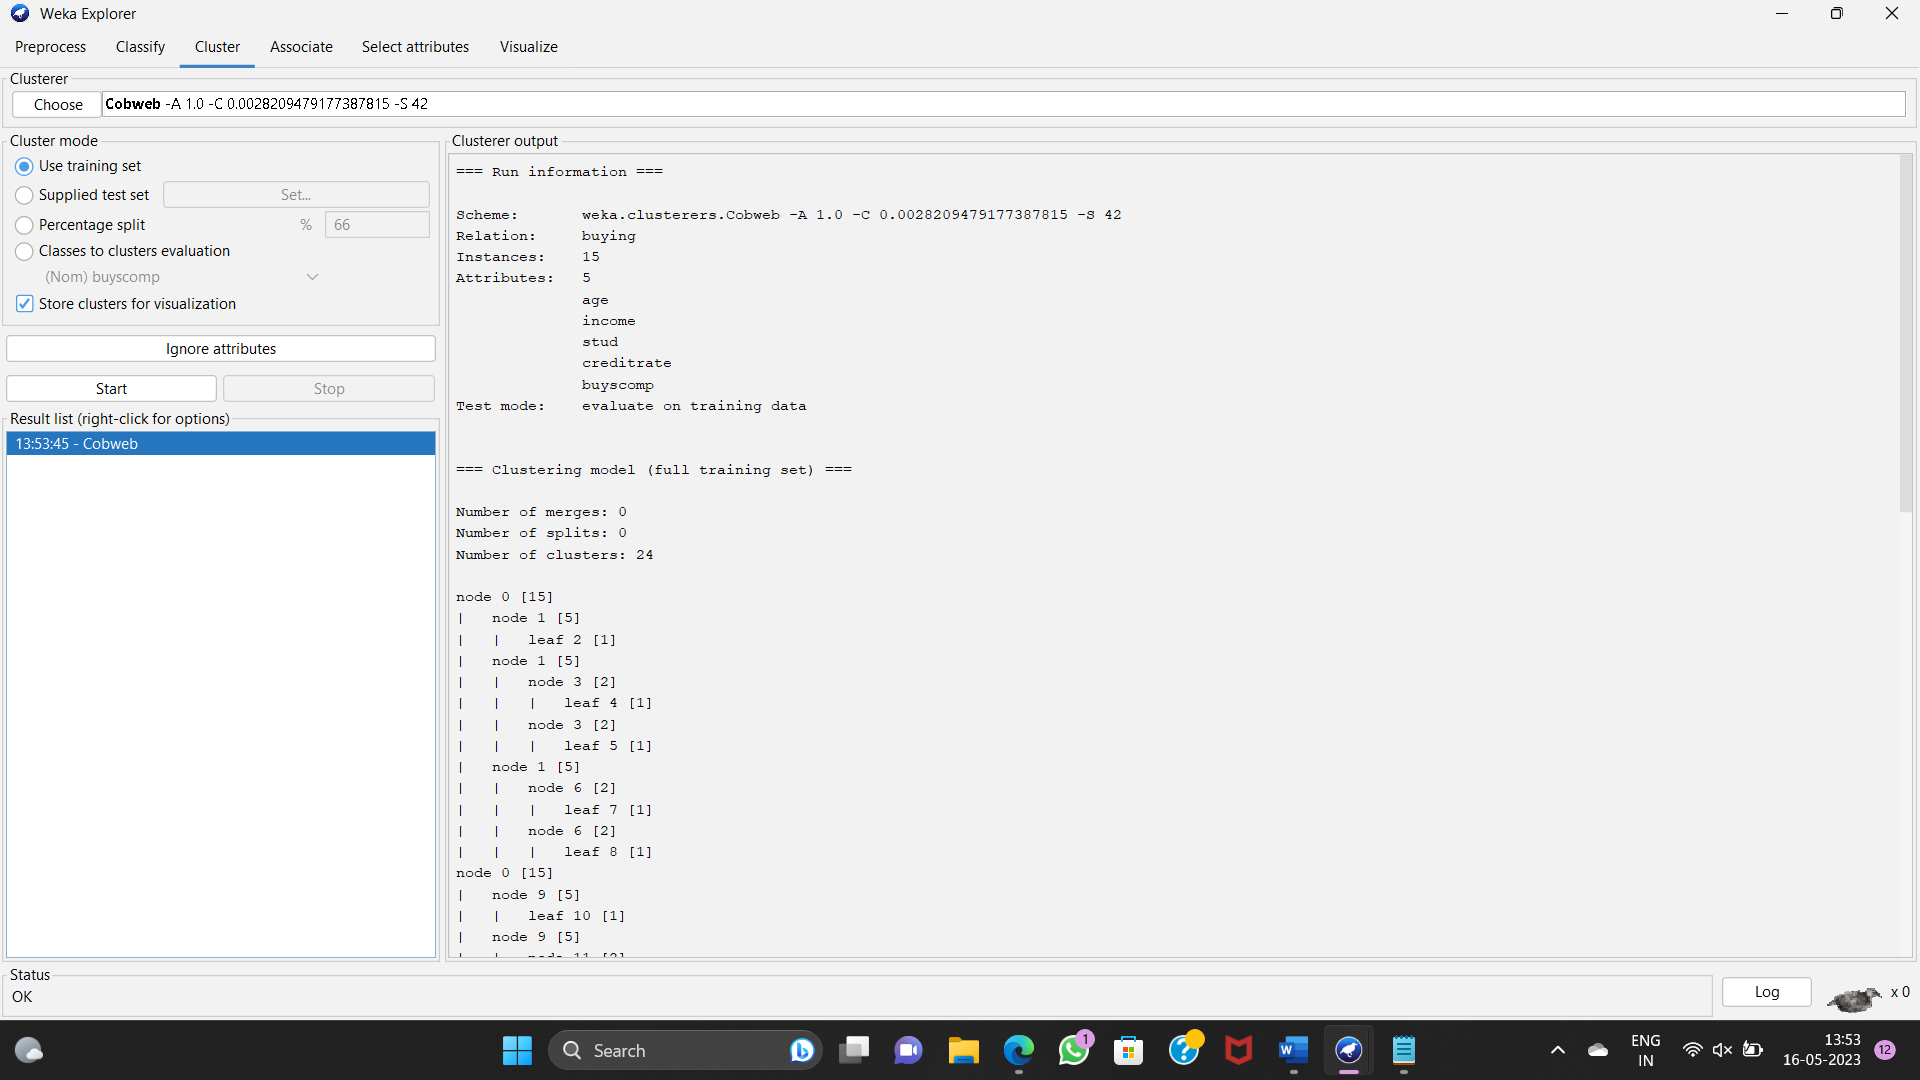 Weka Explorer
Preprocess Classify Cluster Associate Select attributes Visualize
Clusterer
Choose Cobweb -A 1.0 -C 0.0028209479177387815 -S 42
Cluster mode
Use training set
Supplied test set Set...
Percentage split % 66
Classes to clusters evaluation
(Nom) buyscomp
Store clusters for visualization
Ignore attributes
Start Stop
Result list (right-click for options)
13:53:45 - Cobweb
Clusterer output
=== Run information ===
Scheme: weka.clusterers.Cobweb -A 1.0 -C 0.0028209479177387815 -S 42
Relation: buying
Instances: 15
Attributes: 5
age
income
stud
creditrate
buyscomp
Test mode: evaluate on training data
=== Clustering model (full training set) ===
Number of merges: 0
Number of splits: 0
Number of clusters: 24
node 0 [15]
| node 1 [5]
| | leaf 2 [1]
| node 1 [5]
| | node 3 [2]
| | | leaf 4 [1]
| | node 3 [2]
| | | leaf 5 [1]
| node 1 [5]
| | node 6 [2]
| | | leaf 7 [1]
| | node 6 [2]
| | | leaf 8 [1]
node 0 [15]
| node 9 [5]
| | leaf 10 [1]
| node 9 [5]
| | node 11 [2]
Status
OK
Log x 0
Search
1
W
ENG
IN
13:53
16-05-2023
12